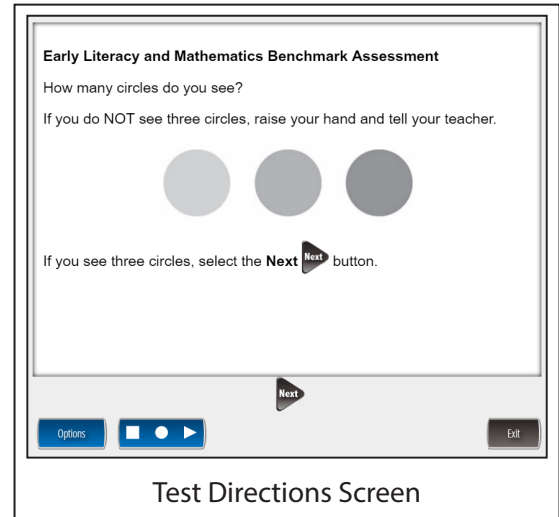 Early Literacy and Mathematics Benchmark Assessment
How many circles do you see?
If you do NOT see three circles, raise your hand and tell your teacher.
If you see three circles, select the Next Next button.
Next
Options
Exit
Test Directions Screen